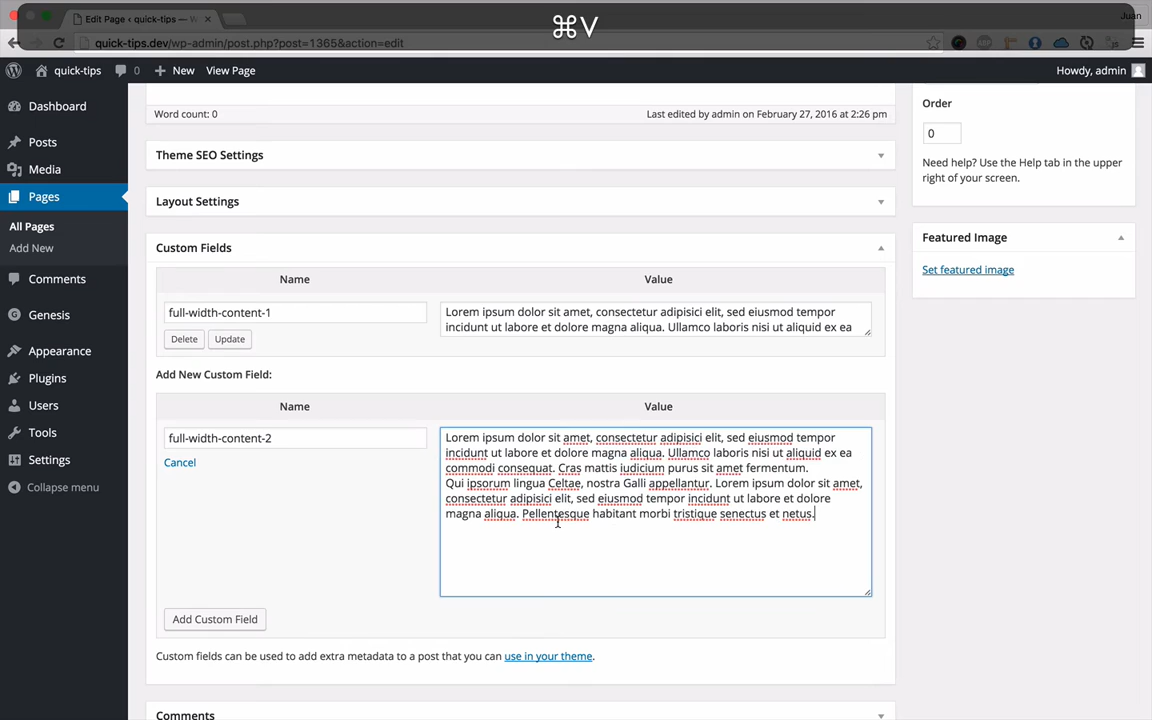 ⌘V
Juan
Edit Page ‹ quick-tips — W
quick-tips.dev/wp-admin/post.php?post=1365&action=edit
quick-tips 0 New View Page Howdy, admin
Dashboard
Posts
Media
Pages
All Pages
Add New
Comments
Genesis
Appearance
Plugins
Users
Tools
Settings
Collapse menu
Word count: 0 Last edited by admin on February 27, 2016 at 2:26 pm
Theme SEO Settings
Layout Settings
Custom Fields
Name Value
full-width-content-1
Lorem ipsum dolor sit amet, consectetur adipisici elit, sed eiusmod tempor
incidunt ut labore et dolore magna aliqua. Ullamco laboris nisi ut aliquid ex ea
Delete Update
Add New Custom Field:
Name Value
full-width-content-2
Cancel
Lorem ipsum dolor sit amet, consectetur adipisici elit, sed eiusmod tempor
incidunt ut labore et dolore magna aliqua. Ullamco laboris nisi ut aliquid ex ea
commodi consequat. Cras mattis iudicium purus sit amet fermentum.
Qui ipsorum lingua Celtae, nostra Galli appellantur. Lorem ipsum dolor sit amet,
consectetur adipisici elit, sed eiusmod tempor incidunt ut labore et dolore
magna aliqua. Pellentesque habitant morbi tristique senectus et netus.
Add Custom Field
Custom fields can be used to add extra metadata to a post that you can use in your theme.
Comments
Order
0
Need help? Use the Help tab in the upper
right of your screen.
Featured Image
Set featured image